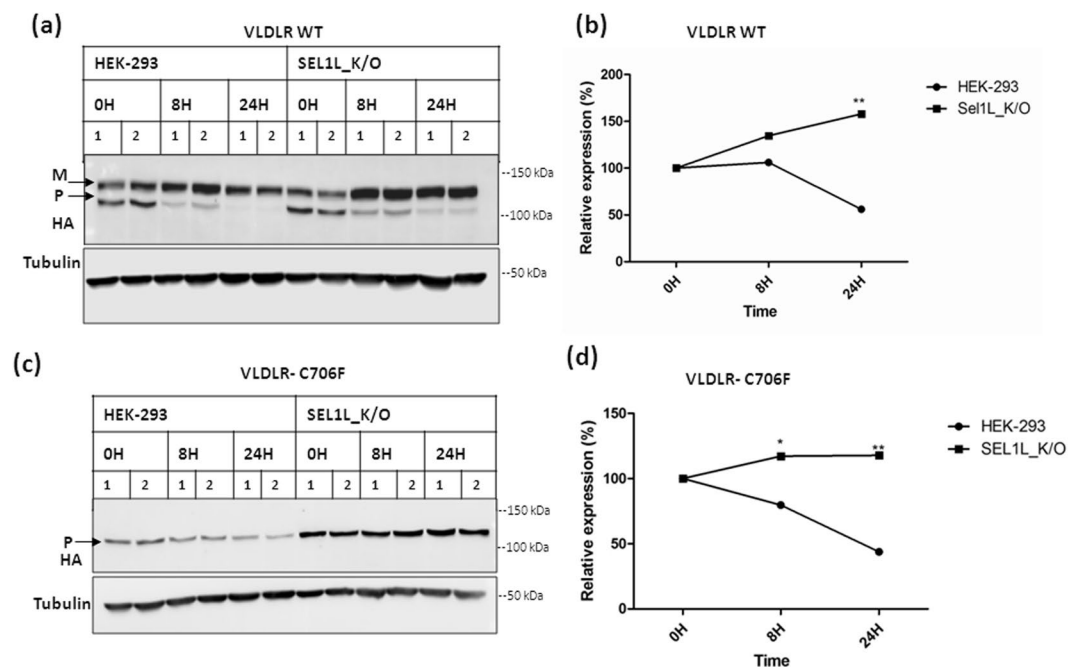 (a)
VLDLR WT
HEK-293 SEL1L_K/O
0H 8H 24H 0H 8H 24H
1 2 1 2 1 2 1 2 1 2 1 2
M
P
HA
--150 kDa
--100 kDa
Tubulin
--50 kDa
(b)
VLDLR WT
Relative expression (%)
200
150
100
50
0
**
0H 8H 24H
Time
HEK-293
Sel1L_K/O
(c)
VLDLR- C706F
HEK-293 SEL1L_K/O
0H 8H 24H 0H 8H 24H
1 2 1 2 1 2 1 2 1 2 1 2
P
HA
--150 kDa
--100 kDa
Tubulin
--50 kDa
(d)
VLDLR- C706F
Relative expression (%)
150
100
50
0
* **
0H 8H 24H
Time
HEK-293
SEL1L_K/O